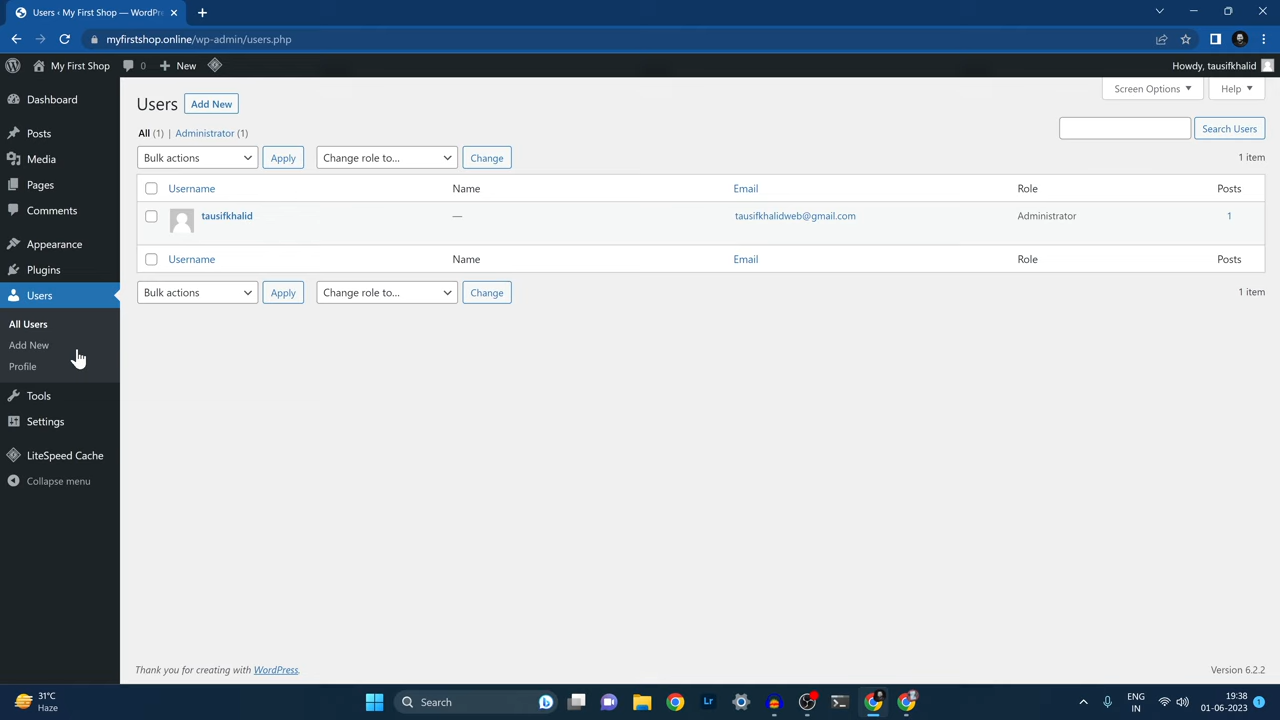 Users ‹ My First Shop — WordPr
myfirstshop.online/wp-admin/users.php
My First Shop 0 New Howdy, tausifkhalid
Dashboard
Posts
Media
Pages
Comments
Appearance
Plugins
Users
All Users
Add New
Profile
Tools
Settings
LiteSpeed Cache
Collapse menu
Screen Options Help
Users Add New
All (1) | Administrator (1)
Search Users
Bulk actions Apply Change role to... Change 1 item
Username Name Email Role Posts
tausifkhalid — tausifkhalidweb@gmail.com Administrator 1
Username Name Email Role Posts
Bulk actions Apply Change role to... Change 1 item
Thank you for creating with WordPress. Version 6.2.2
31°C
Haze
Search
Lr
ENG
IN
19:38
01-06-2023
1